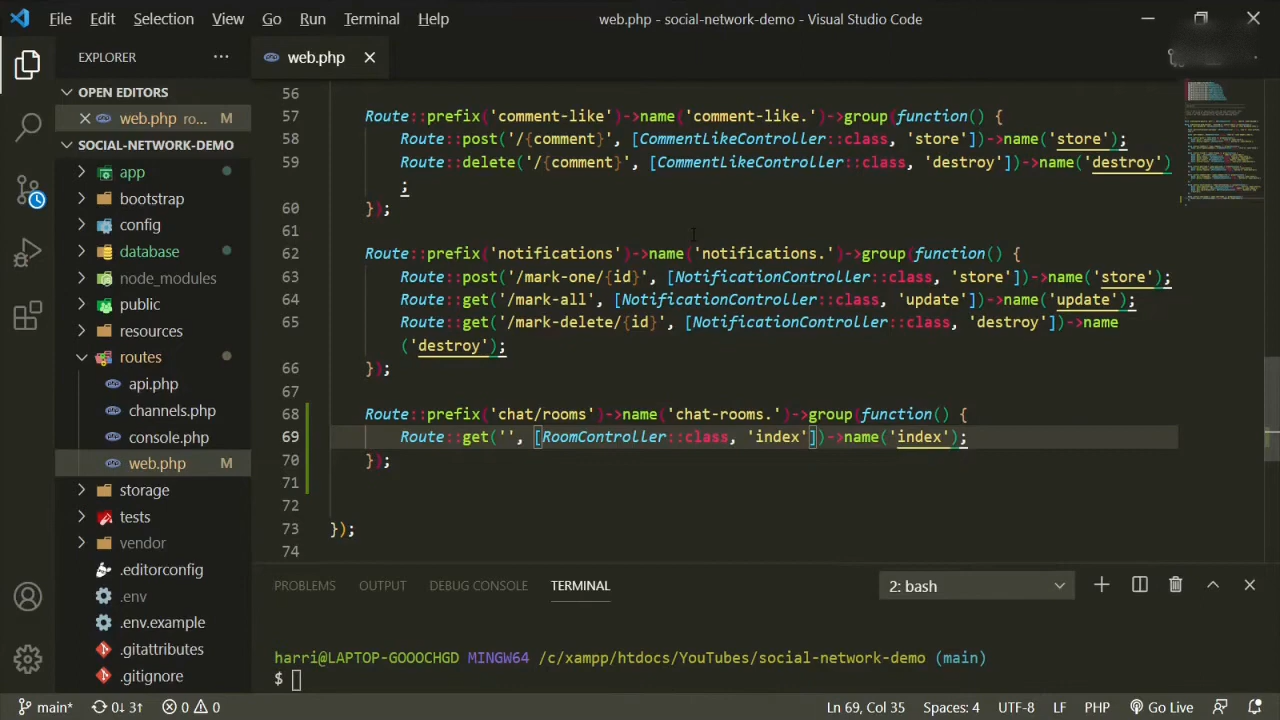 File Edit Selection View Go Run Terminal Help
web.php - social-network-demo - Visual Studio Code
EXPLORER
web.php
OPEN EDITORS
web.php ro... M
SOCIAL-NETWORK-DEMO
app
bootstrap
config
database
node_modules
public
resources
routes
api.php
channels.php
console.php
web.php M
storage
tests
vendor
.editorconfig
.env
.env.example
.gitattributes
.gitignore
56
57 Route::prefix('comment-like')->name('comment-like.')->group(function() {
58 Route::post('/{comment}', [CommentLikeController::class, 'store'])->name('store');
59 Route::delete('/{comment}', [CommentLikeController::class, 'destroy'])->name('destroy')
;
60 });
61
62 Route::prefix('notifications')->name('notifications.')->group(function() {
63 Route::post('/mark-one/{id}', [NotificationController::class, 'store'])->name('store');
64 Route::get('/mark-all', [NotificationController::class, 'update'])->name('update');
65 Route::get('/mark-delete/{id}', [NotificationController::class, 'destroy'])->name
('destroy');
66 });
67
68 Route::prefix('chat/rooms')->name('chat-rooms.')->group(function() {
69 Route::get('', [RoomController::class, 'index'])->name('index');
70 });
71
72
73 });
74
PROBLEMS OUTPUT DEBUG CONSOLE TERMINAL
2: bash
harri@LAPTOP-GOOOCHGD MINGW64 /c/xampp/htdocs/YouTubes/social-network-demo (main)
$
main* 0↓ 3↑ 0 0
Ln 69, Col 35 Spaces: 4 UTF-8 LF PHP Go Live